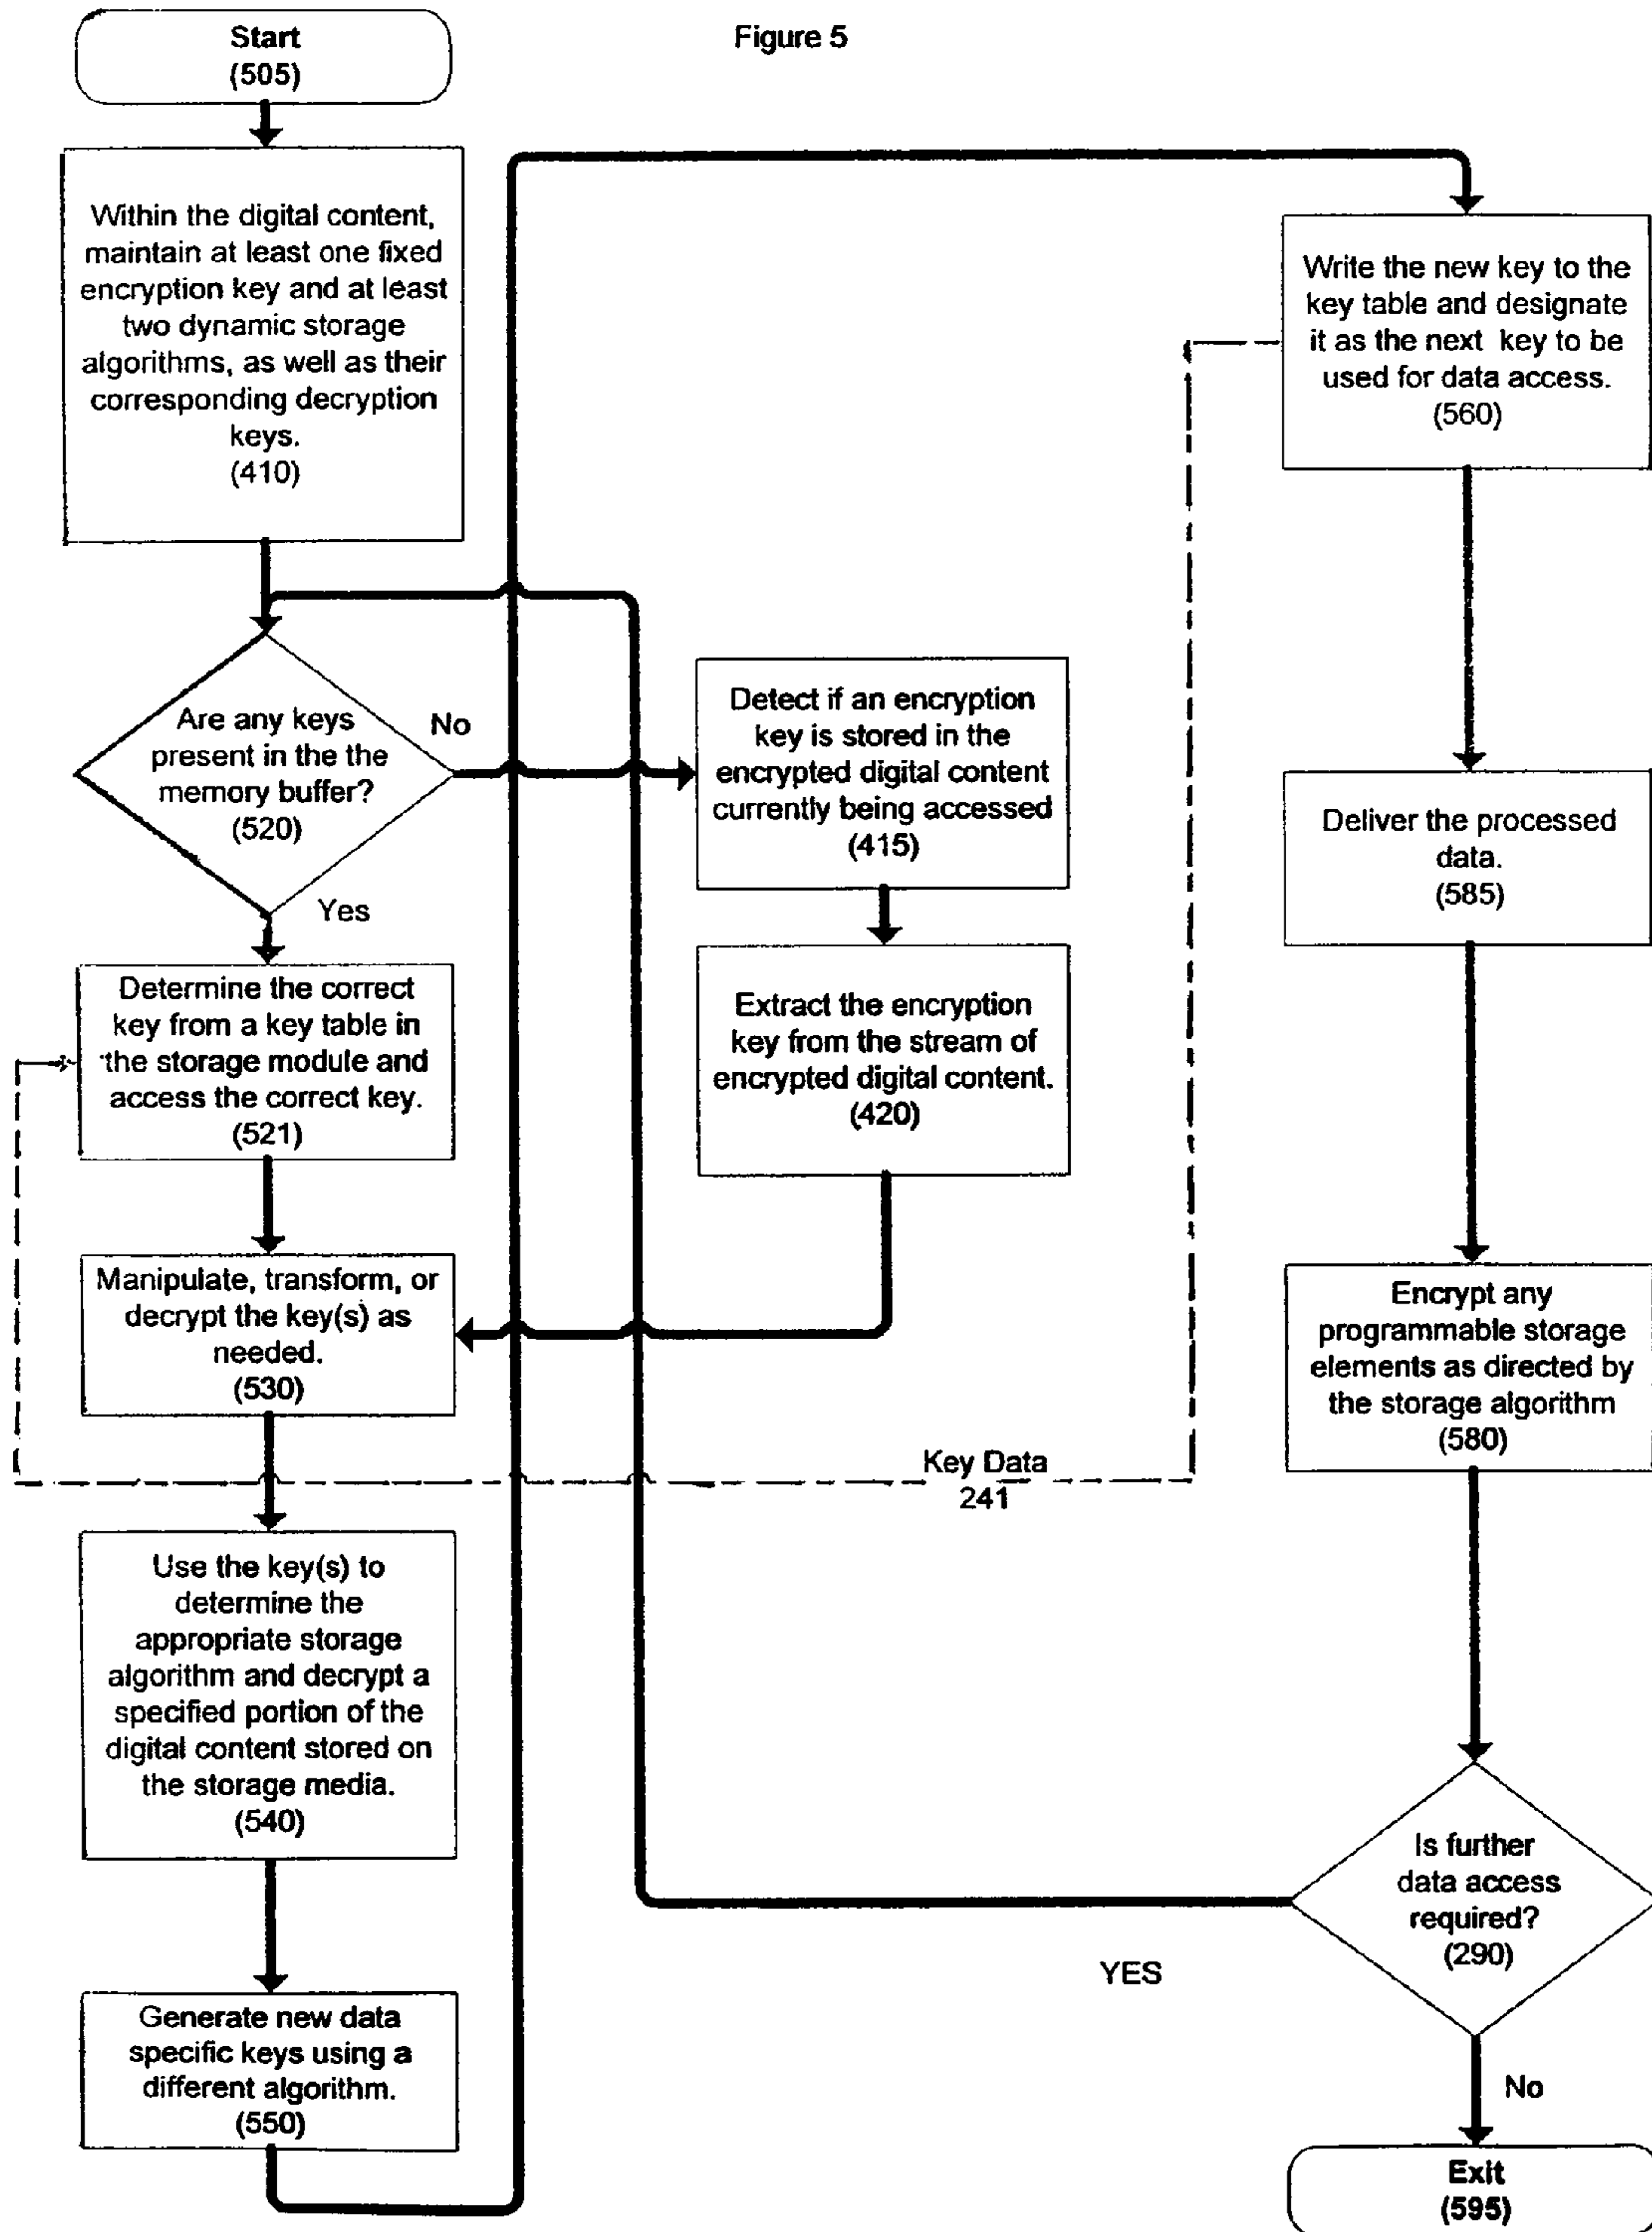 Figure 5
Start
(505)
Within the digital content,
maintain at least one fixed
encryption key and at least
two dynamic storage
algorithms, as well as their
corresponding decryption
keys.
(410)
Are any keys
present in the the
memory buffer?
(520)
No
Yes
Detect if an encryption
key is stored in the
encrypted digital content
currently being accessed
(415)
Extract the encryption
key from the stream of
encrypted digital content.
(420)
Determine the correct
key from a key table in
the storage module and
access the correct key.
(521)
Manipulate, transform, or
decrypt the key(s) as
needed.
(530)
Key Data
241
Use the key(s) to
determine the
appropriate storage
algorithm and decrypt a
specified portion of the
digital content stored on
the storage media.
(540)
Generate new data
specific keys using a
different algorithm.
(550)
Write the new key to the
key table and designate
it as the next key to be
used for data access.
(560)
Deliver the processed
data.
(585)
Encrypt any
programmable storage
elements as directed by
the storage algorithm
(580)
Is further
data access
required?
(290)
YES
No
Exit
(595)